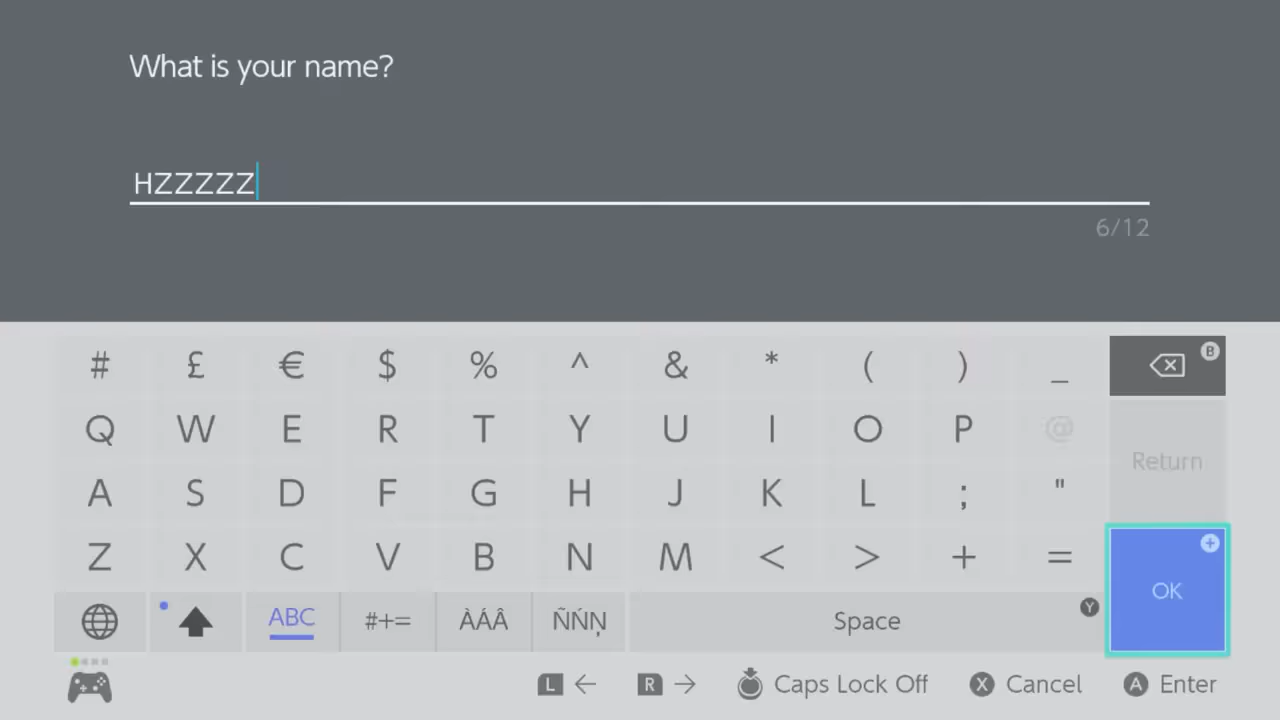 What is your name?
HZZZZZ
6/12
# £ € $ % ^ & * ( ) _ B
Q W E R T Y U I O P @ Return
A S D F G H J K L ; "
Z X C V B N M < > + = + OK
ABC #+= ÀÁÂ ÑŃŅ Space Y
L ← R → Caps Lock Off X Cancel A Enter